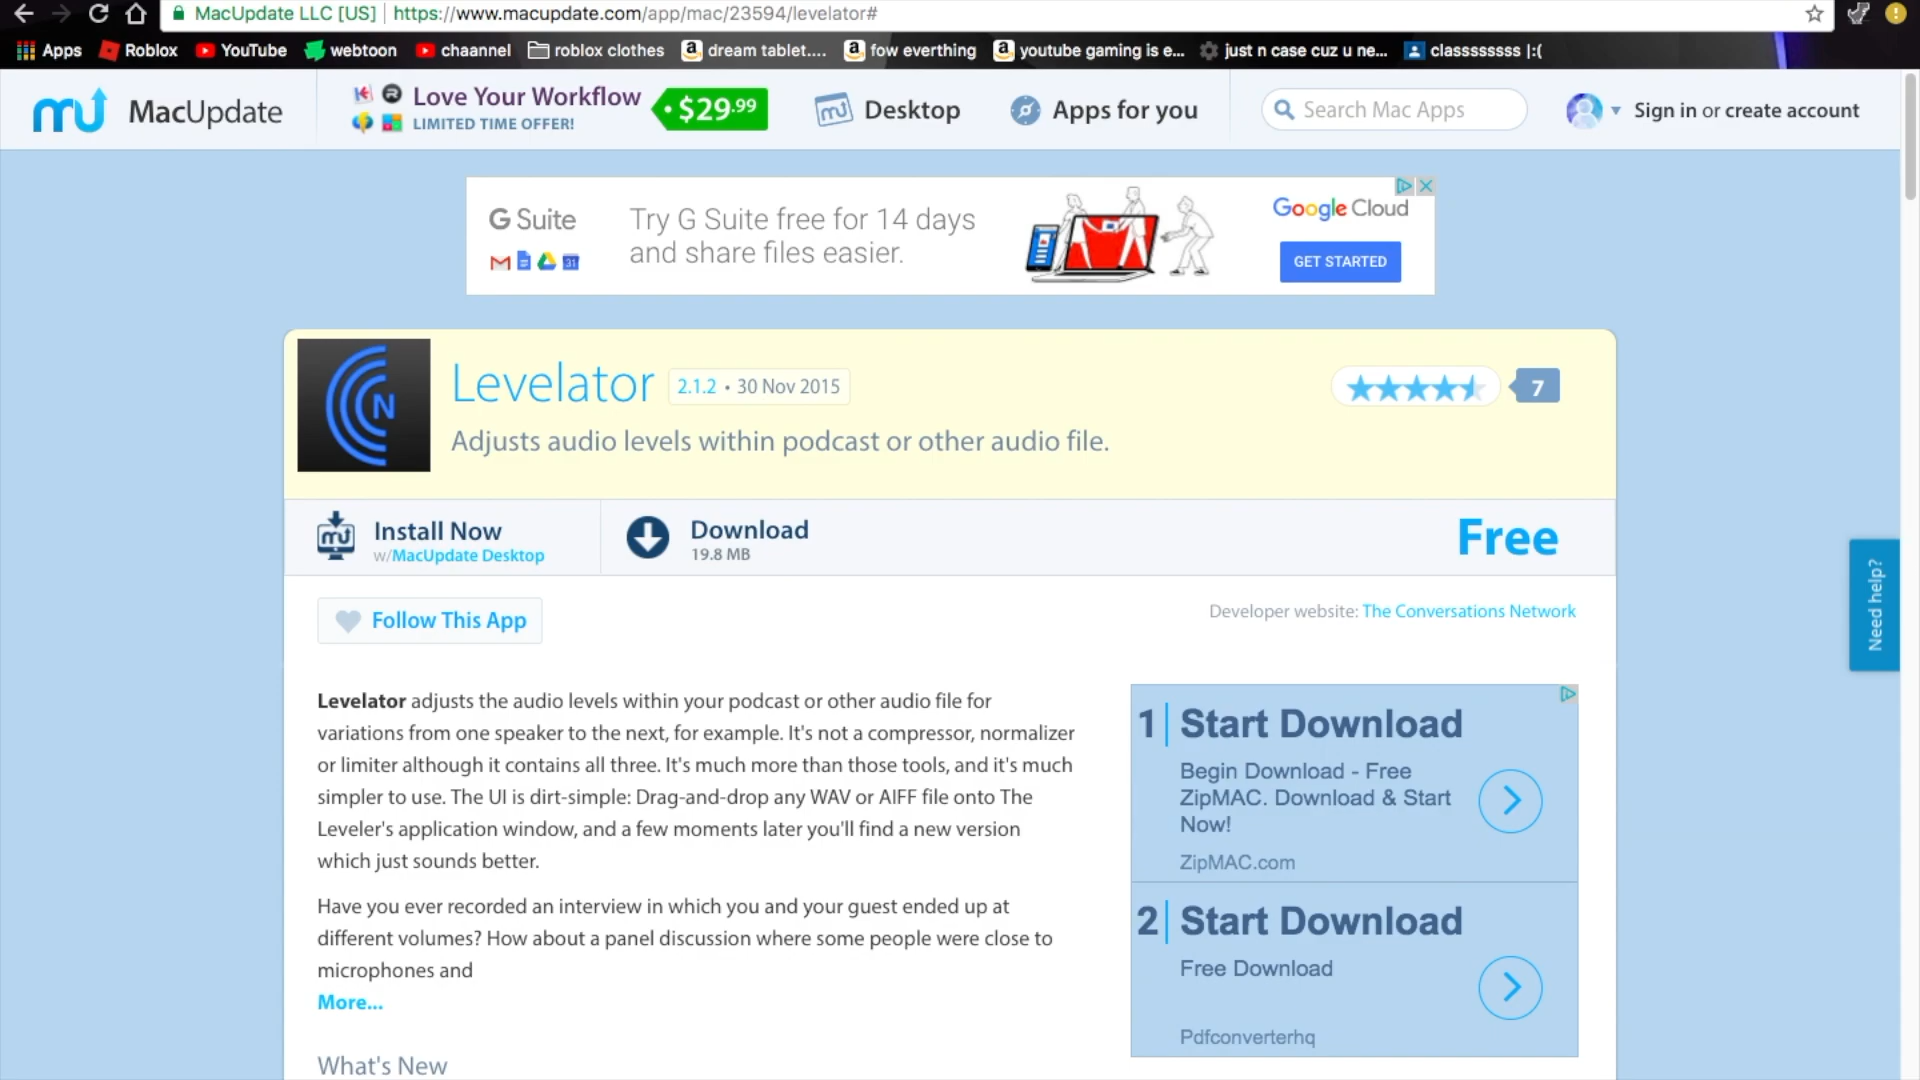 MacUpdate LLC [US] | https://www.macupdate.com/app/mac/23594/levelator#
Apps Roblox YouTube webtoon chaannel roblox clothes dream tablet.... fow everthing youtube gaming is e... just n case cuz u ne... classssssss |:(
MacUpdate
Love Your Workflow
LIMITED TIME OFFER!
$29.99
Desktop
Apps for you
Search Mac Apps
Sign in or create account
G Suite
Try G Suite free for 14 days
and share files easier.
31
Google Cloud
GET STARTED
N
Levelator 2.1.2 • 30 Nov 2015
7
Adjusts audio levels within podcast or other audio file.
Install Now
w/MacUpdate Desktop
Download
19.8 MB
Free
Need help?
Follow This App
Developer website: The Conversations Network
Levelator adjusts the audio levels within your podcast or other audio file for
variations from one speaker to the next, for example. It's not a compressor, normalizer
or limiter although it contains all three. It's much more than those tools, and it's much
simpler to use. The UI is dirt-simple: Drag-and-drop any WAV or AIFF file onto The
Leveler's application window, and a few moments later you'll find a new version
which just sounds better.
Have you ever recorded an interview in which you and your guest ended up at
different volumes? How about a panel discussion where some people were close to
microphones and
More...
What's New
1 Start Download
Begin Download - Free
ZipMAC. Download & Start
Now!
ZipMAC.com
2 Start Download
Free Download
Pdfconverterhq